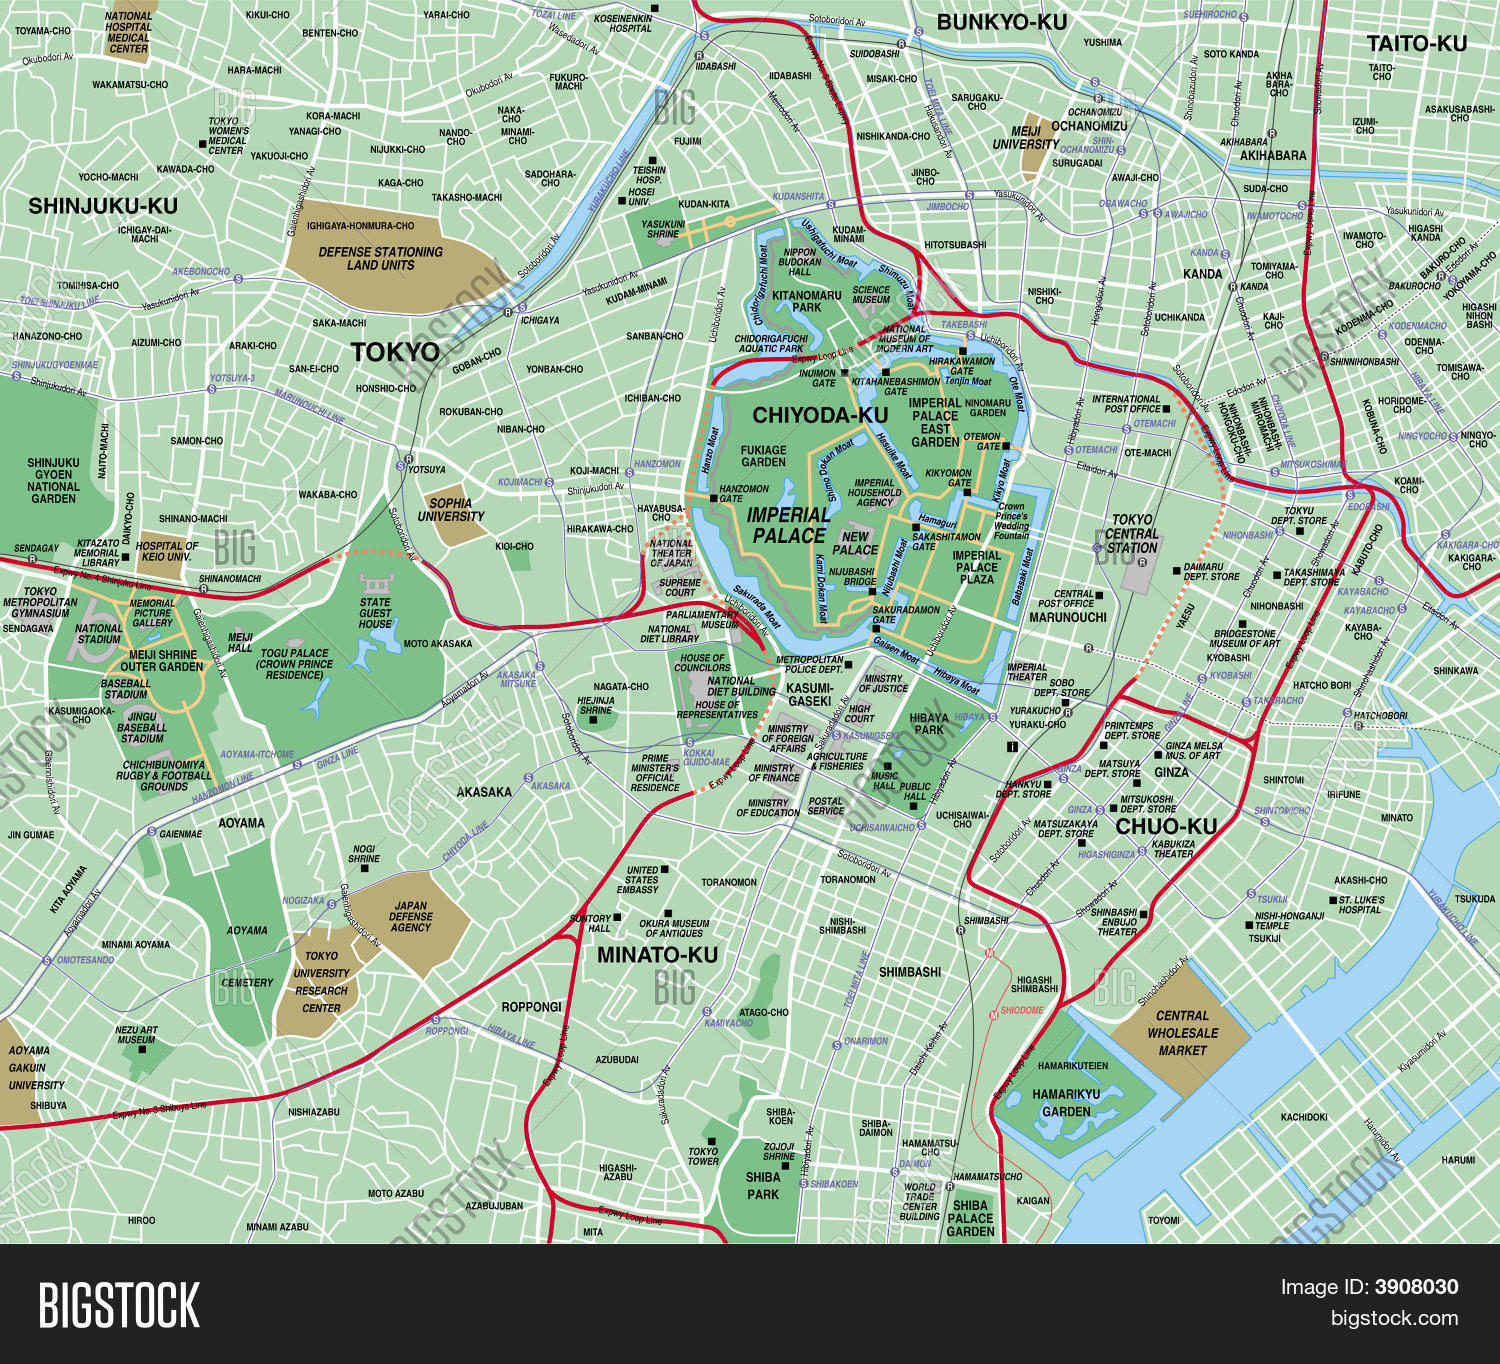 BUNKYO-KU
TAITO-KU
SHINJUKU-KU
TOKYO
CHIYODA-KU
CHUO-KU
MINATO-KU
TOYAMA-CHO
NATIONAL
HOSPITAL
MEDICAL
CENTER
KIKUI-CHO
BENTEN-CHO
YARAI-CHO
TOZAI LINE
Wasedadori Av
KOSEINENKIN
HOSPITAL
Sotoboridori Av
SUIDOBASHI
SUEHIROCHO
YUSHIMA
SOTO KANDA
TAITO-
CHO
Okubodori Av
WAKAMATSU-CHO
HARA-MACHI
Okubodori Av
FUKURO-
MACHI
IIDABASHI
IIDABASHI
MISAKI-CHO
SARUGAKU-
CHO
OCHANOMIZU
OCHANOMIZU
AKIHA
BARA-
CHO
ASAKUSABASHI-
CHO
IZUMI-
CHO
TOKYO
WOMEN'S
MEDICAL
CENTER
KORA-MACHI
YANAGI-CHO
NAKA-
CHO
MINAMI-
CHO
NANDO-
CHO
NIJUKKI-CHO
YAKUOJI-CHO
FUJIMI
NISHIKANDA-CHO
MEIJI
UNIVERSITY
SHIN-
OCHANOMIZU
SURUGADAI
AKIHABARA
AKIHABARA
YOCHO-MACHI
KAWADA-CHO
KAGA-CHO
TAKASHO-MACHI
SADOHARA-
CHO
TEISHIN
HOSP.
HOSEI
UNIV.
YURAKUCHO LINE
KUDAN-KITA
KUDANSHITA
JINBO-
CHO
JIMBOCHO
AWAJI-CHO
SUDA-CHO
OGAWACHO
AWAJICHO
IWAMOTOCHO
Yasukunidori Av
ICHIGAY-DAI-
MACHI
IGHIGAYA-HONMURA-CHO
DEFENSE STATIONING
LAND UNITS
YASUKUNI
SHRINE
KUDAM-
MINAMI
HITOTSUBASHI
KANDA
KANDA
KANDA
IWAMOTO-
CHO
HIGASHI
KANDA
BAKURO-CHO
BAKUROCHO
YOKOYAMA-CHO
AKEBONOCHO
TOMIHISA-CHO
TOEI SHINJUKU LINE
Yasukunidori Av
KUDAM-MINAMI
NIPPON
BUDOKAN
HALL
KITANOMARU
PARK
SCIENCE
MUSEUM
Chidorigafuchi Moat
Ushigafuchi Moat
Shimuzu Moat
NISHIKI-
CHO
UCHIKANDA
TOMIYAMA-
CHO
KAJI-
CHO
KODENMA-CHO
KODENMACHO
HIGASHI
NIHON
BASHI
HANAZONO-CHO
AIZUMI-CHO
SAKA-MACHI
ARAKI-CHO
ICHIGAYA
SANBAN-CHO
CHIDORIGAFUCHI
AQUATIC PARK
NATIONAL
MUSEUM OF
MODERN ART
TAKEBASHI
HIRAKAWAMON
GATE
Tenjin Moat
SHINNIHONBASHI
ODENMA-
CHO
TOMISAWA-
CHO
SHINJUKUGYOENMAE
Shinjukudori Av
YOTSUYA-3
MARUNOUCHI LINE
SAN-EI-CHO
HONSHIO-CHO
GOBAN-CHO
YONBAN-CHO
ROKUBAN-CHO
NIBAN-CHO
ICHIBAN-CHO
INUIMON
GATE
KITAHANEBASHIMON
GATE
IMPERIAL
PALACE
EAST
GARDEN
NINOMARU
GARDEN
OTEMON
GATE
Ote Moat
INTERNATIONAL
POST OFFICE
OTEMACHI
OTEMACHI
OTE-MACHI
Edodori Av
NIHONBASHI-
HONGOKUCHO
NIHONBASHI-
MUROMACHI
HORIDOME-
CHO
KOBUNA-CHO
NINGYOCHO
NINGYO-
CHO
SHINJUKU
GYOEN
NATIONAL
GARDEN
NAITO-MACHI
DAIKYO-CHO
SAMON-CHO
YOTSUYA
WAKABA-CHO
SHINANO-MACHI
KOJIMACHI
KOJI-MACHI
HANZOMON
Shinjukudori Av
HAYABUSA-
CHO
HIRAKAWA-CHO
HANZOMON
GATE
Hanzo Moat
FUKIAGE
GARDEN
IMPERIAL
PALACE
Dokan Moat
Shimo Do
Hasuike Moat
IMPERIAL
HOUSEHOLD
AGENCY
KIKYOMON
GATE
Kikyo Moat
Hamaguri
SAKASHITAMON
GATE
Crown
Prince's
Wedding
Fountain
TOKYO
CENTRAL
STATION
MITSUKOSHIMAE
NIHONBASHI
TOKYU
DEPT. STORE
KOAMI-
CHO
EDOBASHI
KABUTO-CHO
KAKIGARA-CHO
KAKIGARA-
CHO
SENDAGAY
KITAZATO
MEMORIAL
LIBRARY
HOSPITAL OF
KEIO UNIV.
SHINANOMACHI
Expwy No. 4 Shinjuku Line
SOPHIA
UNIVERSITY
KIOI-CHO
NATIONAL
THEATER
OF JAPAN
SUPREME
COURT
NEW
PALACE
NIJUBASHI
BRIDGE
Kami Dokan Moat
Nijubashi Moat
IMPERIAL
PALACE
PLAZA
Babasaki Moat
CENTRAL
POST OFFICE
MARUNOUCHI
DAIMARU
DEPT. STORE
TAKASHIMAYA
DEPT. STORE
NIHONBASHI
KAYABACHO
KAYABACHO
KAYABA-
CHO
YAESU
TOKYO
METROPOLITAN
GYMNASIUM
SENDAGAYA
NATIONAL
STADIUM
MEMORIAL
PICTURE
GALLERY
MEIJI SHRINE
OUTER GARDEN
MEIJI
HALL
TOGU PALACE
(CROWN PRINCE
RESIDENCE)
STATE
GUEST
HOUSE
MOTO AKASAKA
PARLIAMENTARY
MUSEUM
NATIONAL
DIET LIBRARY
Sakurada Moat
SAKURADAMON
GATE
Gaisen Moat
METROPOLITAN
POLICE DEPT.
BRIDGESTONE
MUSEUM OF ART
KYOBASHI
KYOBASHI
BASEBALL
STADIUM
KASUMIGAOKA-
CHO
JINGU
BASEBALL
STADIUM
Aoyamadori Av
AKASAKA
MITSUKE
NAGATA-CHO
HIEJINJA
SHRINE
HOUSE OF
COUNCILORS
NATIONAL
DIET BUILDING
HOUSE OF
REPRESENTATIVES
KASUMI-
GASEKI
MINSTRY
OF JUSTICE
HIGH
COURT
Hibaya Moat
IMPERIAL
THEATER
SOBO
DEPT. STORE
YURAKUCHO
YURAKU-CHO
HATCHO BORI
TAKARACHO
HATCHOBORI
SHINKAWA
CHICHIBUNOMIYA
RUGBY & FOOTBALL
GROUNDS
AOYAMA-ITCHOME
GINZA LINE
HANZOMON LINE
AKASAKA
AKASAKA
KOKKAI
GIJIDO-MAE
PRIME
MINISTER'S
OFFICIAL
RESIDENCE
MINISTRY
OF FOREIGN
AFFAIRS
MINISTRY
OF FINANCE
AGRICULTURE
& FISHERIES
KASUMIGSEKI
HIBAYA
PARK
HIBAYA
MUSIC
HALL
PUBLIC
HALL
GINZA LINE
PRINTEMPS
DEPT. STORE
MATSUYA
DEPT. STORE
GINZA MELSA
MUS. OF ART
GINZA
GINZA
GINZA
HANKYU
DEPT. STORE
MITSUKOSHI
DEPT. STORE
MATSUZAKAYA
DEPT. STORE
SHINTOMI
SHINTOMICHO
IRIFUNE
MINATO
JIN GUMAE
GAIENMAE
AOYAMA
KITA AOYAMA
NOGI
SHRINE
NOGIZAKA
CHIYODA LINE
MINISTRY
OF EDUCATION
POSTAL
SERVICE
UCHISAIWAICHO
UCHISAIWAI-
CHO
HIGASHIGINZA
KABUKIZA
THEATER
UNITED
STATES
EMBASSY
TORANOMON
TORANOMON
Sotoboridori Av
SHINBASHI
ENBUJO
THEATER
TSUKIJI
NISHI-HONGANJI
TEMPLE
TSUKIJI
AKASHI-CHO
ST. LUKE'S
HOSPITAL
TSUKUDA
YURAKUCHO LINE
MINAMI AOYAMA
OMOTESANDO
AOYAMA
CEMETERY
JAPAN
DEFENSE
AGENCY
TOKYO
UNIVERSITY
RESEARCH
CENTER
SUNTORY
HALL
OKURA MUSEUM
OF ANTIQUES
NISHI-
SHIMBASHI
SHIMBASHI
SHIMBASHI
HIGASHI
SHIMBASHI
SHIODOME
CENTRAL
WHOLESALE
MARKET
NEZU ART
MUSEUM
AOYAMA
GAKUIN
UNIVERSITY
SHIBUYA
ROPPONGI
ROPPONGI
HIBAYA LINE
KAMIYACHO
ATAGO-CHO
ONARIMON
TOEI MITA LINE
Daiichi Keihin Av
HAMARIKUTEIEN
HAMARIKYU
GARDEN
Kiyasumidori Av
Expwy No. 3 Shibuya Line
NISHIAZABU
AZUBUDAI
Sakuradadori Av
SHIBA-
KOEN
SHIBA-
DAIMON
HAMAMATSU-
CHO
DAIMON
HAMAMATSUCHO
KACHIDOKI
Harumidori Av
HARUMI
TOKYO
TOWER
ZOJOJI
SHRINE
SHIBA
PARK
SHIBAKOEN
Hibiyadori Av
WORLD
TRADE
CENTER
BUILDING
SHIBA
PALACE
GARDEN
KAIGAN
TOYOMI
HIROO
MOTO AZABU
MINAMI AZABU
AZABUJUBAN
HIGASHI-
AZABU
MITA
Expwy Loop Line
BIGSTOCK
Image ID: 3908030
bigstock.com